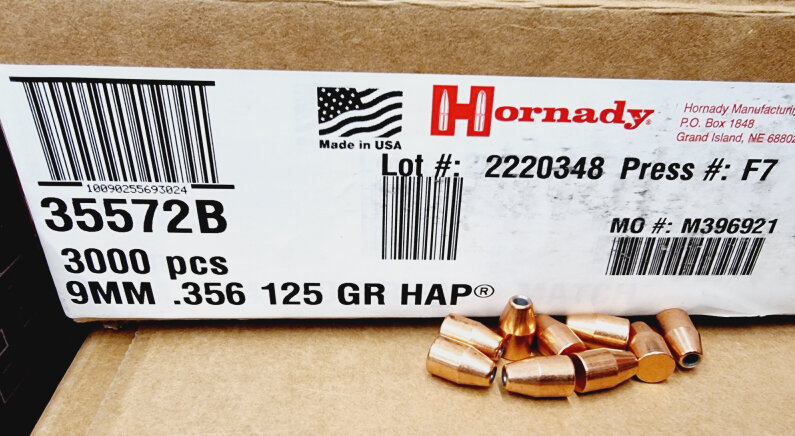 Hornady®
Hornady Manufacturing
P.O. Box 1848
Grand Island, NE 68802
Made in USA
Lot #: 2220348 Press #: F7
10090255693024
35572B
MO #: M396921
3000 pcs
9MM .356 125 GR HAP®